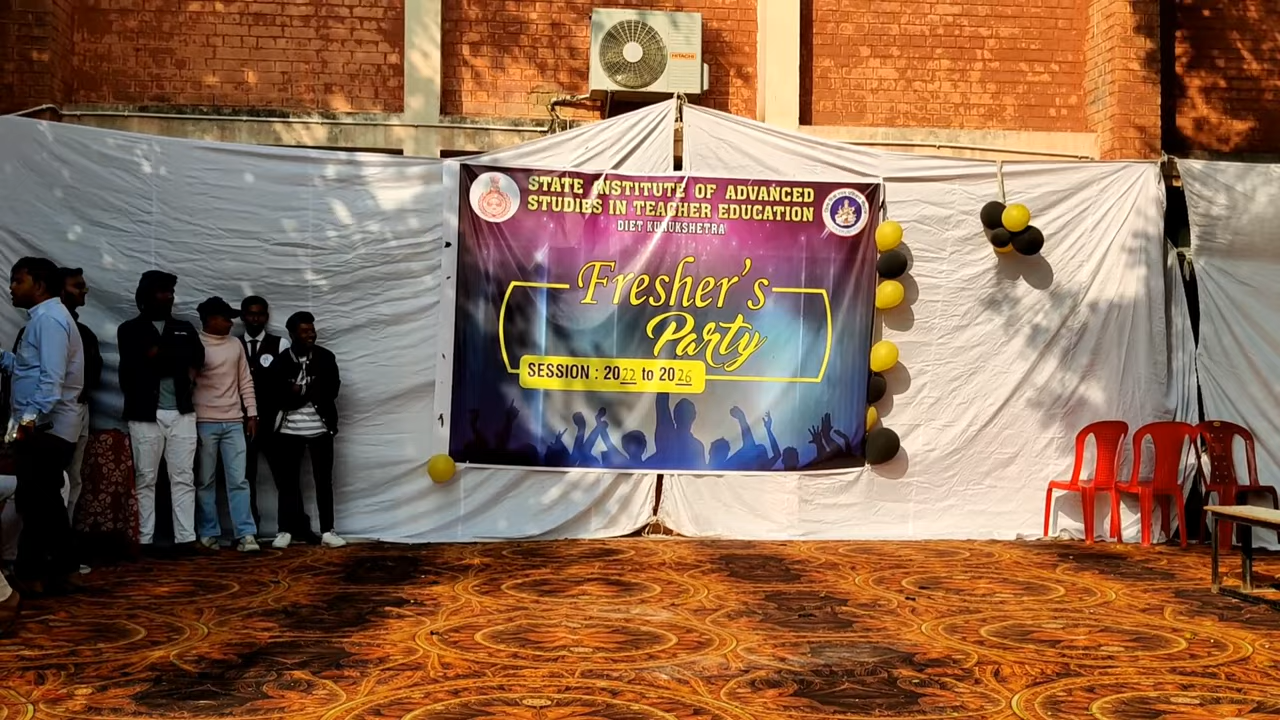 HITACHI
STATE INSTITUTE OF ADVANCED
STUDIES IN TEACHER EDUCATION
DIET KURUKSHETRA
Fresher's
Party
SESSION : 2022 to 2026